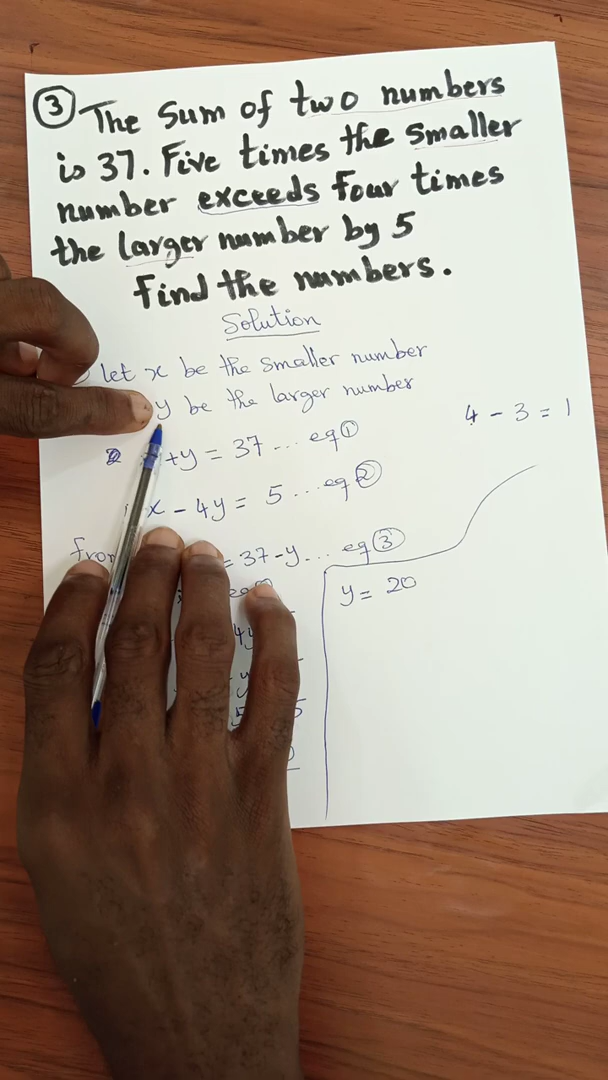 ③ The Sum of two numbers
is 37. Five times the smaller
number exceeds four times
the larger number by 5
find the numbers.
Solution
let x be the smaller number
y be the larger number
4 - 3 = 1
+y = 37 ... eq①
x - 4y = 5 ... eq②
= 37 - y ... eq③
y = 20